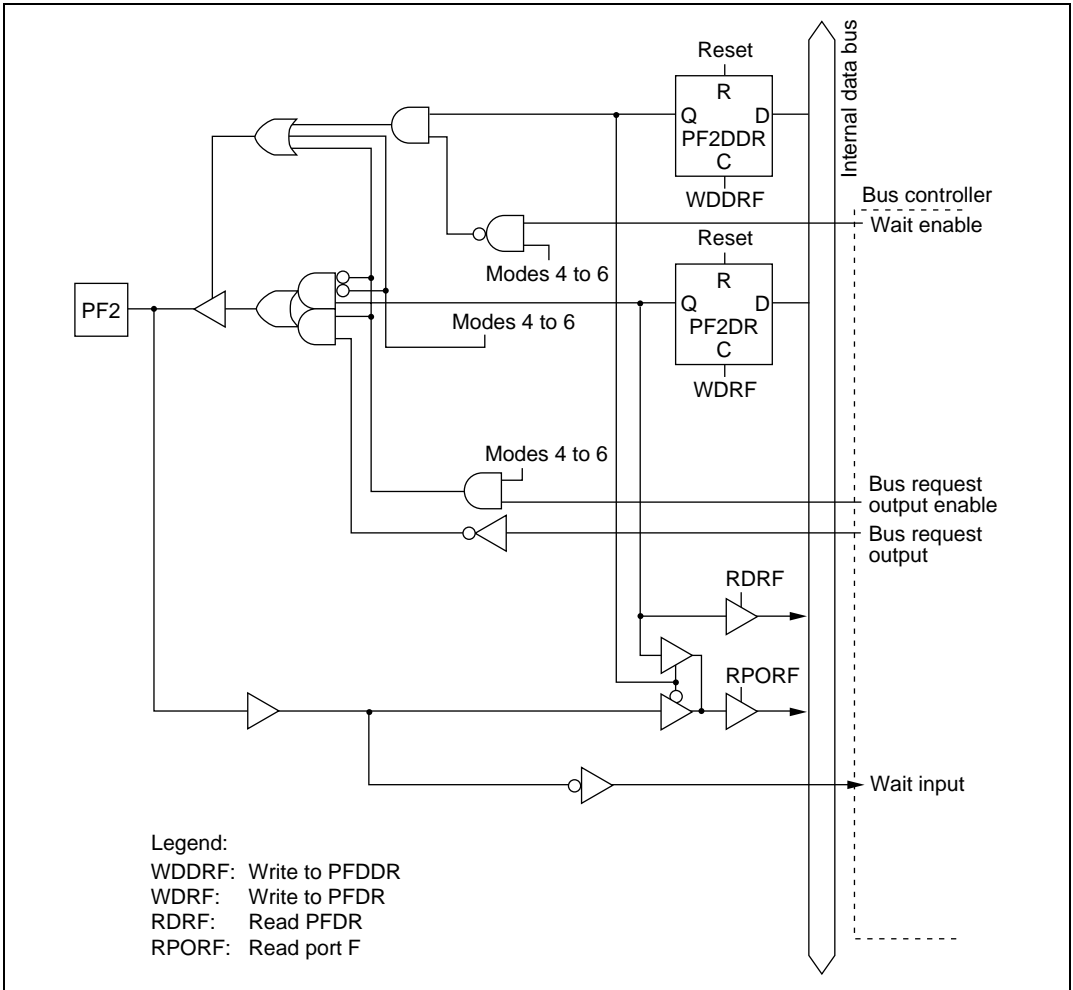 Reset
R
Q D
PF2DDR
C
WDDRF
Internal data bus
Bus controller
Wait enable
Modes 4 to 6
Reset
R
Q D
PF2DR
C
WDRF
PF2
Modes 4 to 6
Modes 4 to 6
Bus request
output enable
Bus request
output
RDRF
RPORF
Wait input
Legend:
WDDRF: Write to PFDDR
WDRF: Write to PFDR
RDRF: Read PFDR
RPORF: Read port F